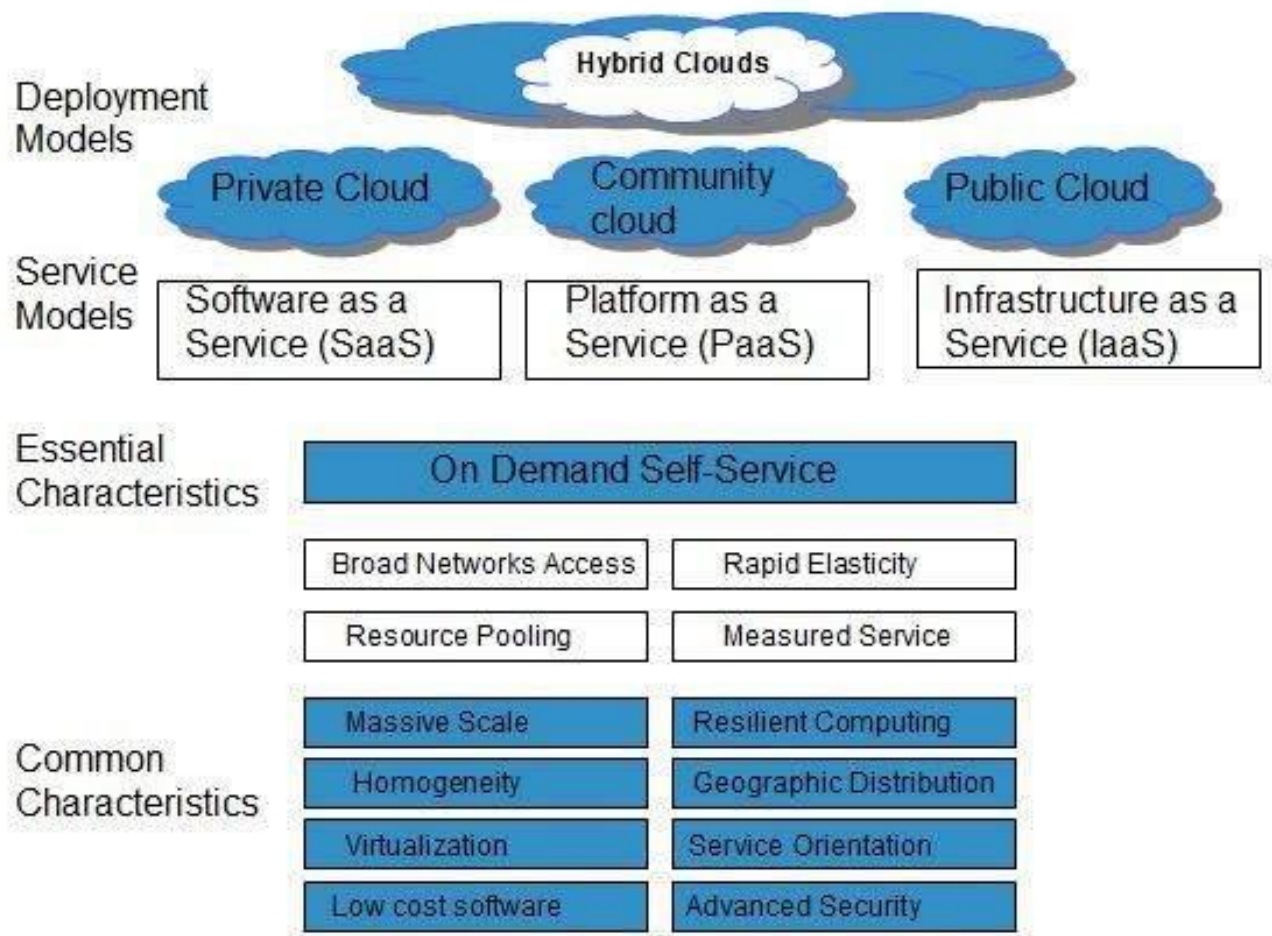 Hybrid Clouds
Deployment
Models
Private Cloud
Community
cloud
Public Cloud
Service
Models
Software as a
Service (SaaS)
Platform as a
Service (PaaS)
Infrastructure as a
Service (IaaS)
Essential
Characteristics
On Demand Self-Service
Broad Networks Access
Rapid Elasticity
Resource Pooling
Measured Service
Common
Characteristics
Massive Scale
Resilient Computing
Homogeneity
Geographic Distribution
Virtualization
Service Orientation
Low cost software
Advanced Security